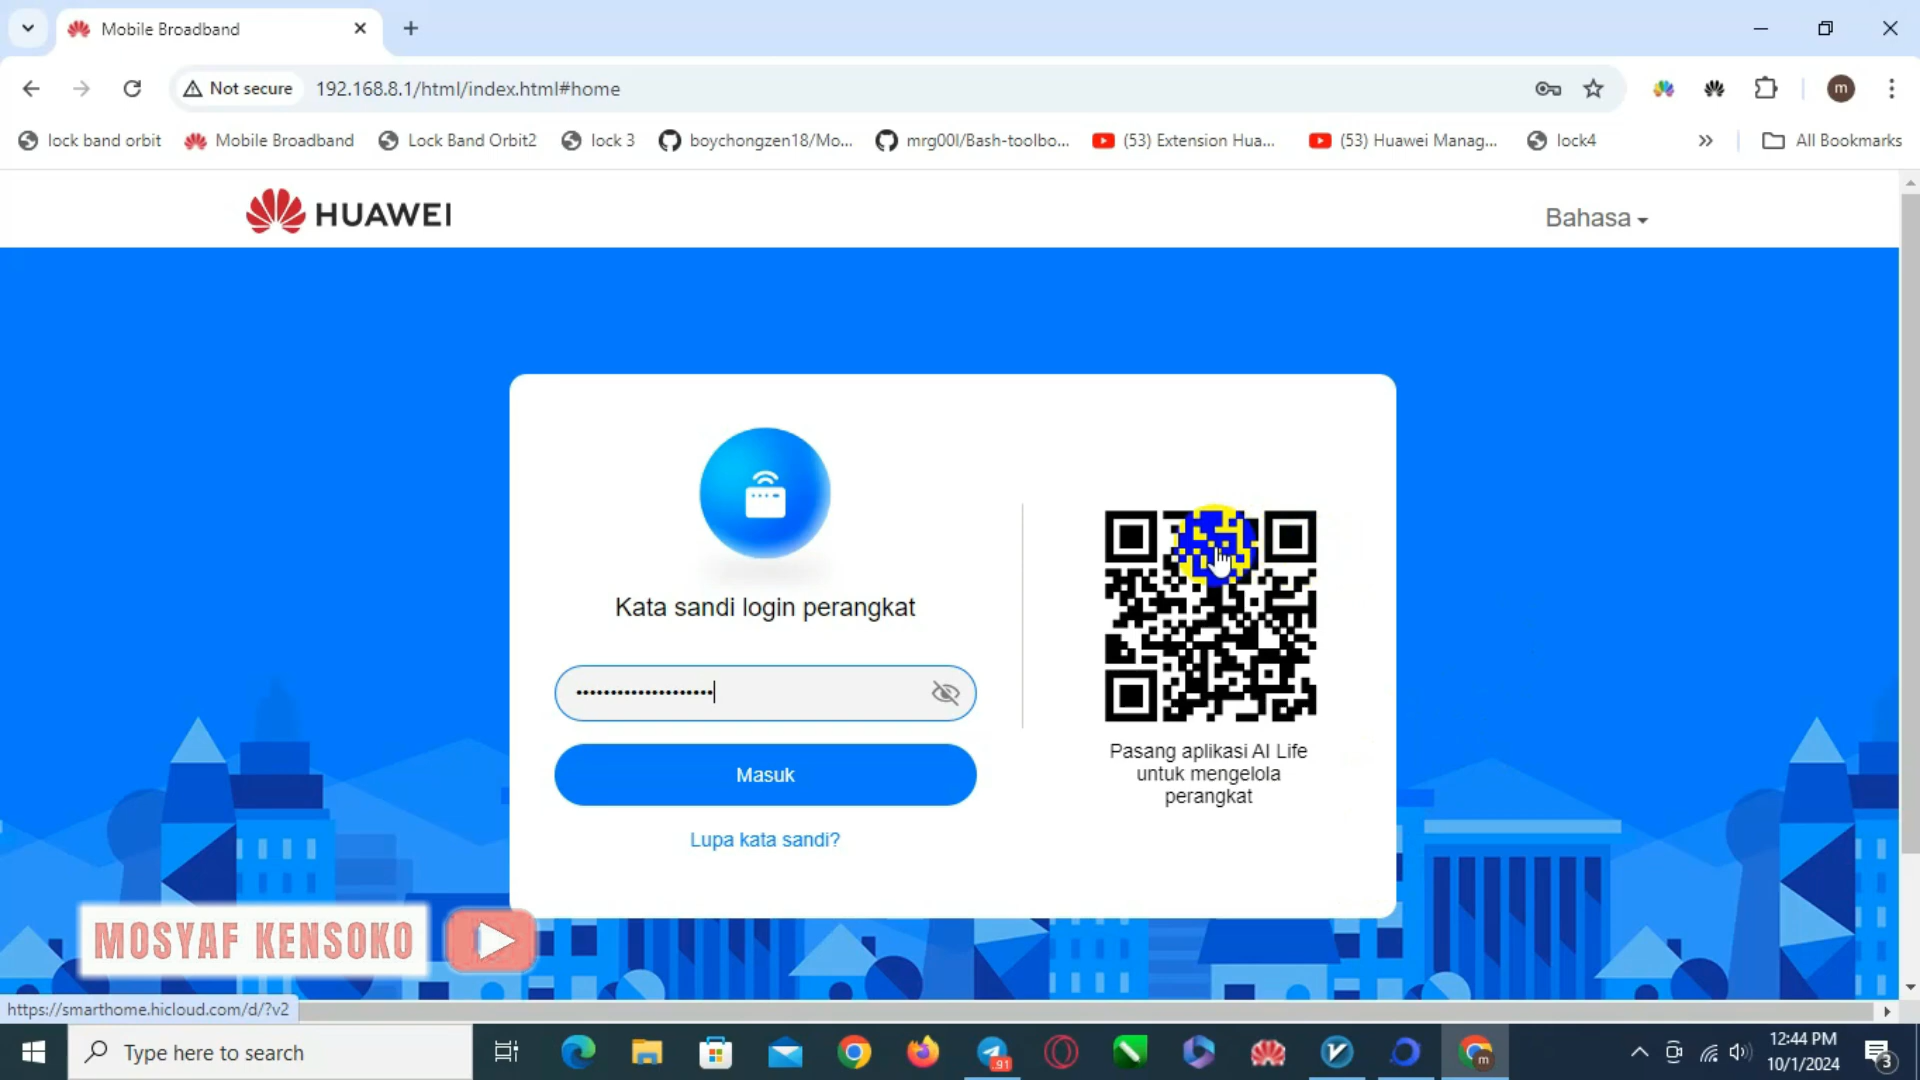 Mobile Broadband
Not secure
192.168.8.1/html/index.html#home
m
lock band orbit
Mobile Broadband
Lock Band Orbit2
lock 3
boychongzen18/Mo...
mrg00l/Bash-toolbo...
(53) Extension Hua...
(53) Huawei Manag...
lock4
All Bookmarks
HUAWEI
Bahasa
Kata sandi login perangkat
Masuk
Lupa kata sandi?
Pasang aplikasi AI Life
untuk mengelola
perangkat
MOSYAF KENSOKO
https://smarthome.hicloud.com/d/?v2
Type here to search
91
m
12:44 PM
10/1/2024
3